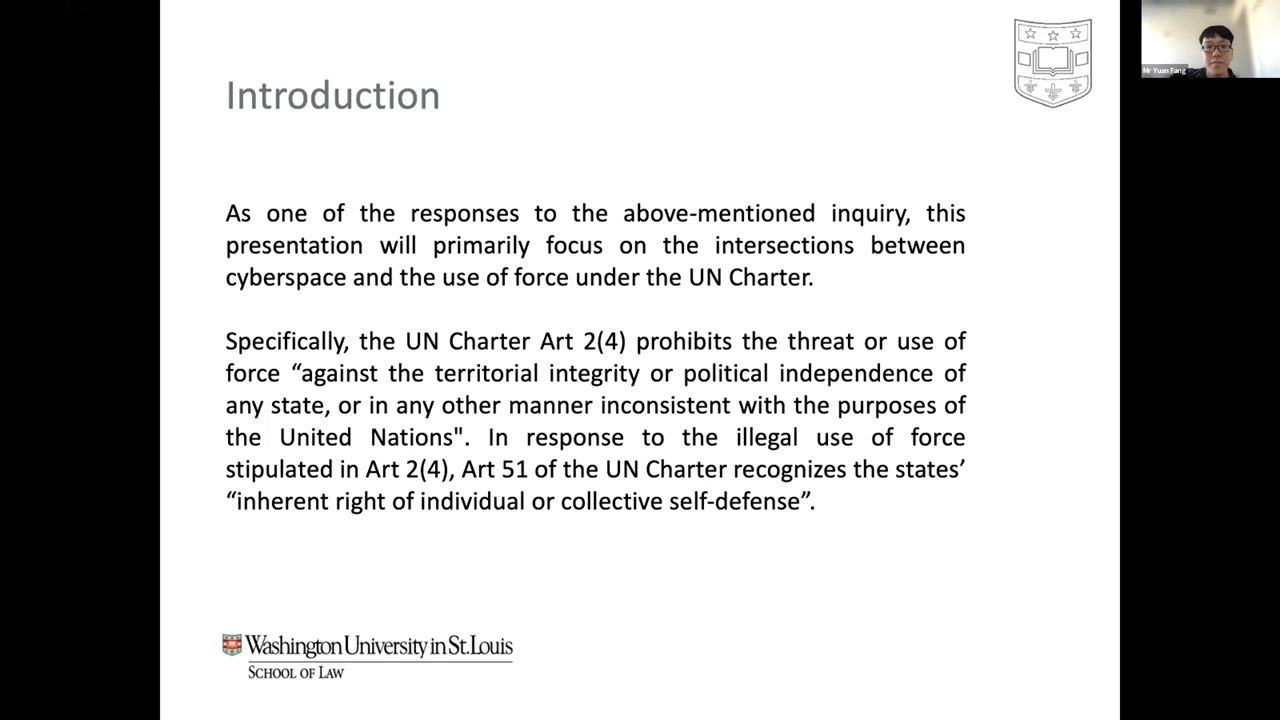 Introduction
As one of the responses to the above-mentioned inquiry, this
presentation will primarily focus on the intersections between
cyberspace and the use of force under the UN Charter.
Specifically, the UN Charter Art 2(4) prohibits the threat or use of
force “against the territorial integrity or political independence of
any state, or in any other manner inconsistent with the purposes of
the United Nations". In response to the illegal use of force
stipulated in Art 2(4), Art 51 of the UN Charter recognizes the states’
“inherent right of individual or collective self-defense”.
Washington University in St. Louis
SCHOOL OF LAW
Mr Yuan Fang